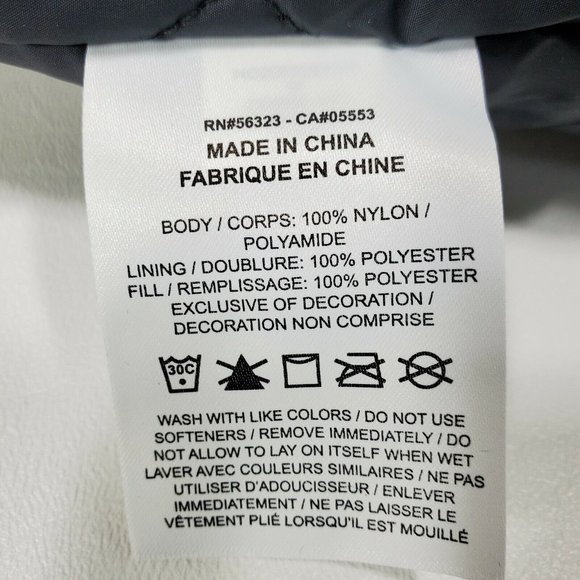 RN#56323 - CA#05553
MADE IN CHINA
FABRIQUE EN CHINE
BODY / CORPS: 100% NYLON /
POLYAMIDE
LINING / DOUBLURE: 100% POLYESTER
FILL / REMPLISSAGE: 100% POLYESTER
EXCLUSIVE OF DECORATION /
DECORATION NON COMPRISE
30C
WASH WITH LIKE COLORS / DO NOT USE
SOFTENERS / REMOVE IMMEDIATELY / DO
NOT ALLOW TO LAY ON ITSELF WHEN WET
LAVER AVEC COULEURS SIMILAIRES / NE PAS
UTILISER D'ADOUCISSEUR / ENLEVER
IMMEDIATEMENT / NE PAS LAISSER LE
VÊTEMENT PLIÉ LORSQU'IL EST MOUILLÉ